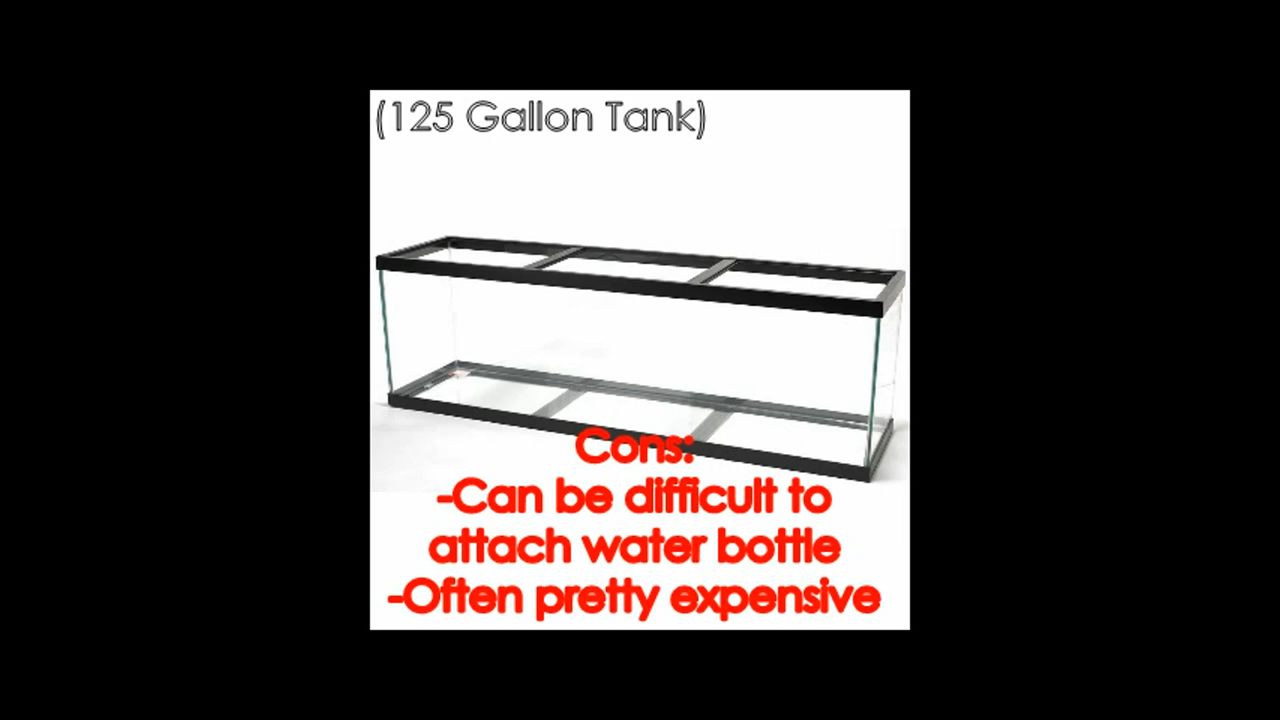 (125 Gallon Tank)
Cons:
-Can be difficult to
attach water bottle
-Often pretty expensive